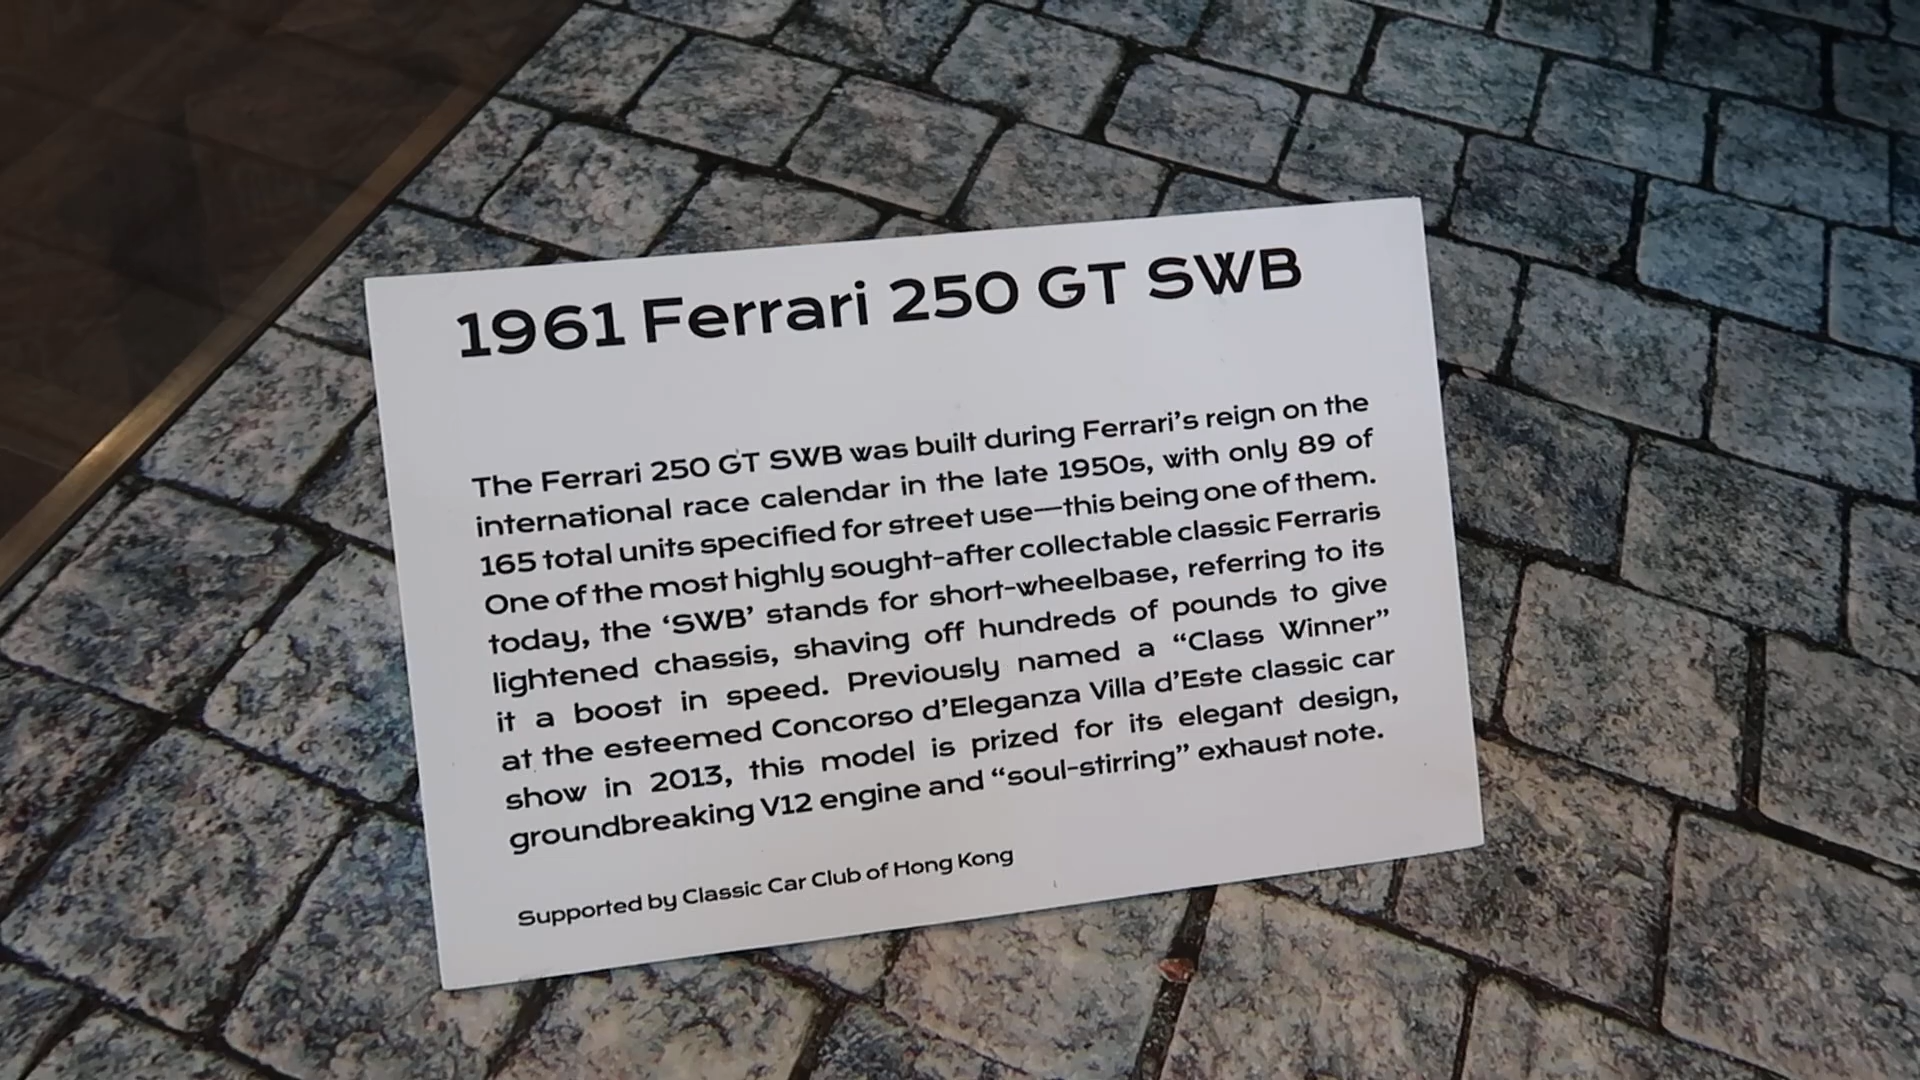 1961 Ferrari 250 GT SWB
The Ferrari 250 GT SWB was built during Ferrari’s reign on the
international race calendar in the late 1950s, with only 89 of
165 total units specified for street use—this being one of them.
One of the most highly sought-after collectable classic Ferraris
today, the ‘SWB’ stands for short-wheelbase, referring to its
lightened chassis, shaving off hundreds of pounds to give
it a boost in speed. Previously named a “Class Winner”
at the esteemed Concorso d’Eleganza Villa d’Este classic car
show in 2013, this model is prized for its elegant design,
groundbreaking V12 engine and “soul-stirring” exhaust note.
Supported by Classic Car Club of Hong Kong